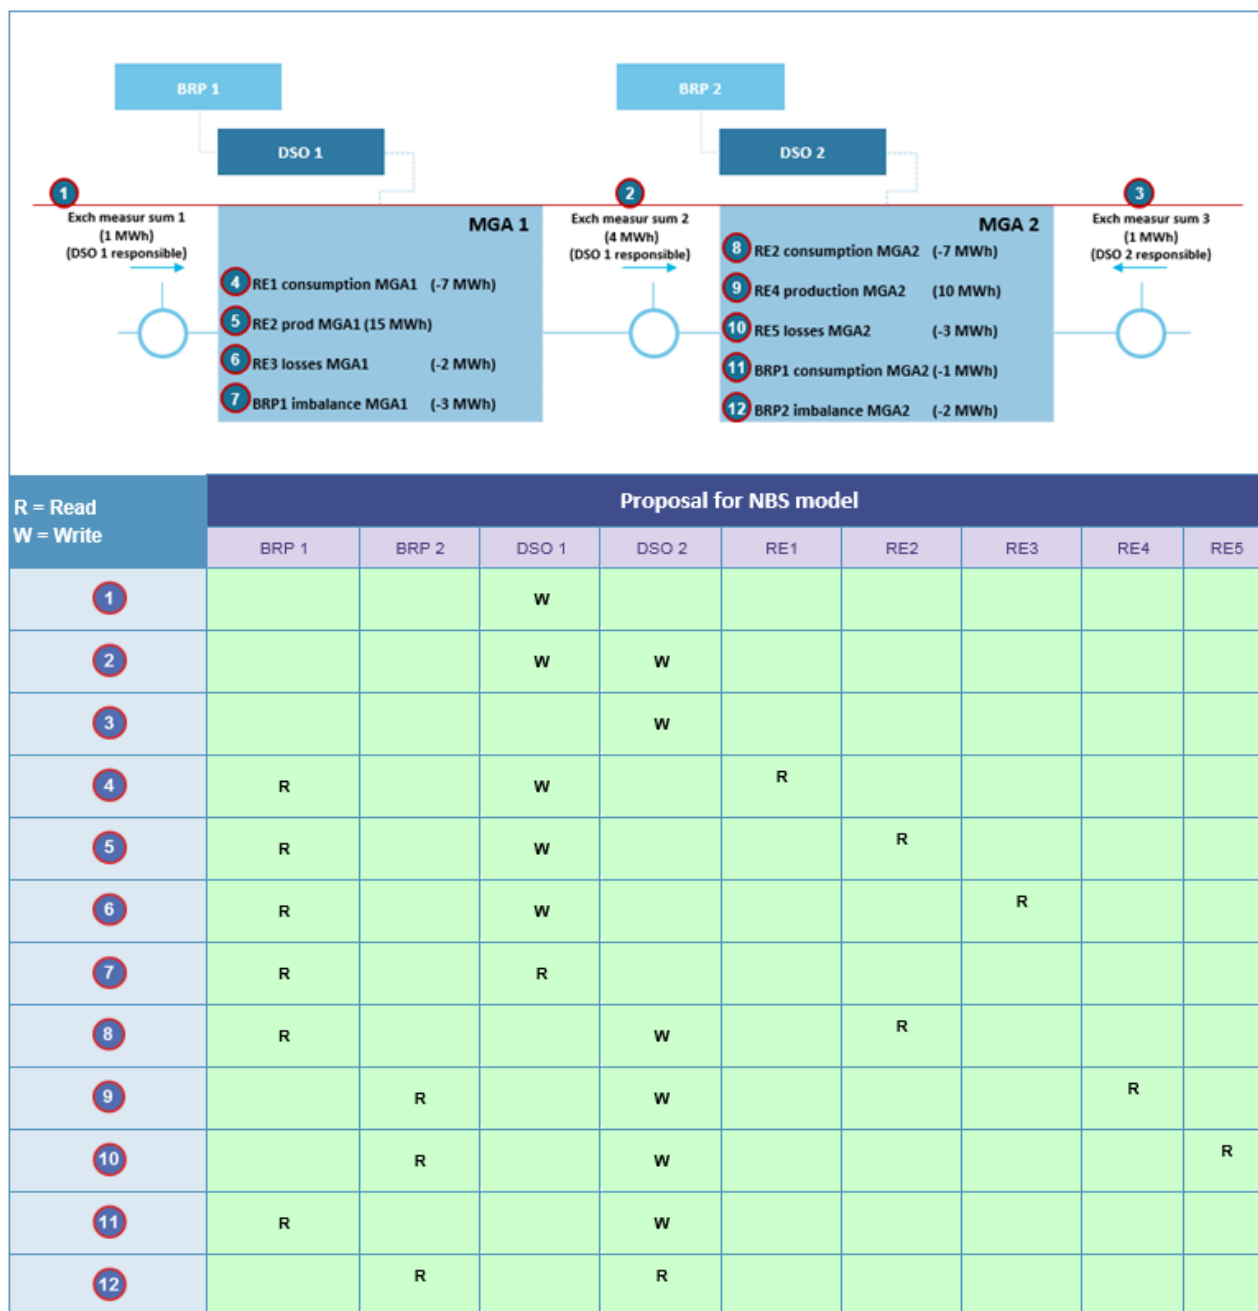 BRP 1
BRP 2
DSO 1
DSO 2
1
2
3
Exch measur sum 1
(1 MWh)
(DSO 1 responsible)
MGA 1
4 RE1 consumption MGA1 (-7 MWh)
5 RE2 prod MGA1 (15 MWh)
6 RE3 losses MGA1 (-2 MWh)
7 BRP1 imbalance MGA1 (-3 MWh)
Exch measur sum 2
(4 MWh)
(DSO 1 responsible)
MGA 2
8 RE2 consumption MGA2 (-7 MWh)
9 RE4 production MGA2 (10 MWh)
10 RE5 losses MGA2 (-3 MWh)
11 BRP1 consumption MGA2 (-1 MWh)
12 BRP2 imbalance MGA2 (-2 MWh)
Exch measur sum 3
(1 MWh)
(DSO 2 responsible)
R = Read
W = Write
Proposal for NBS model
BRP 1 BRP 2 DSO 1 DSO 2 RE1 RE2 RE3 RE4 RE5
1 W
2 W W
3 W
4 R W R
5 R W R
6 R W R
7 R R
8 R W R
9 R W R
10 R W R
11 R W
12 R R